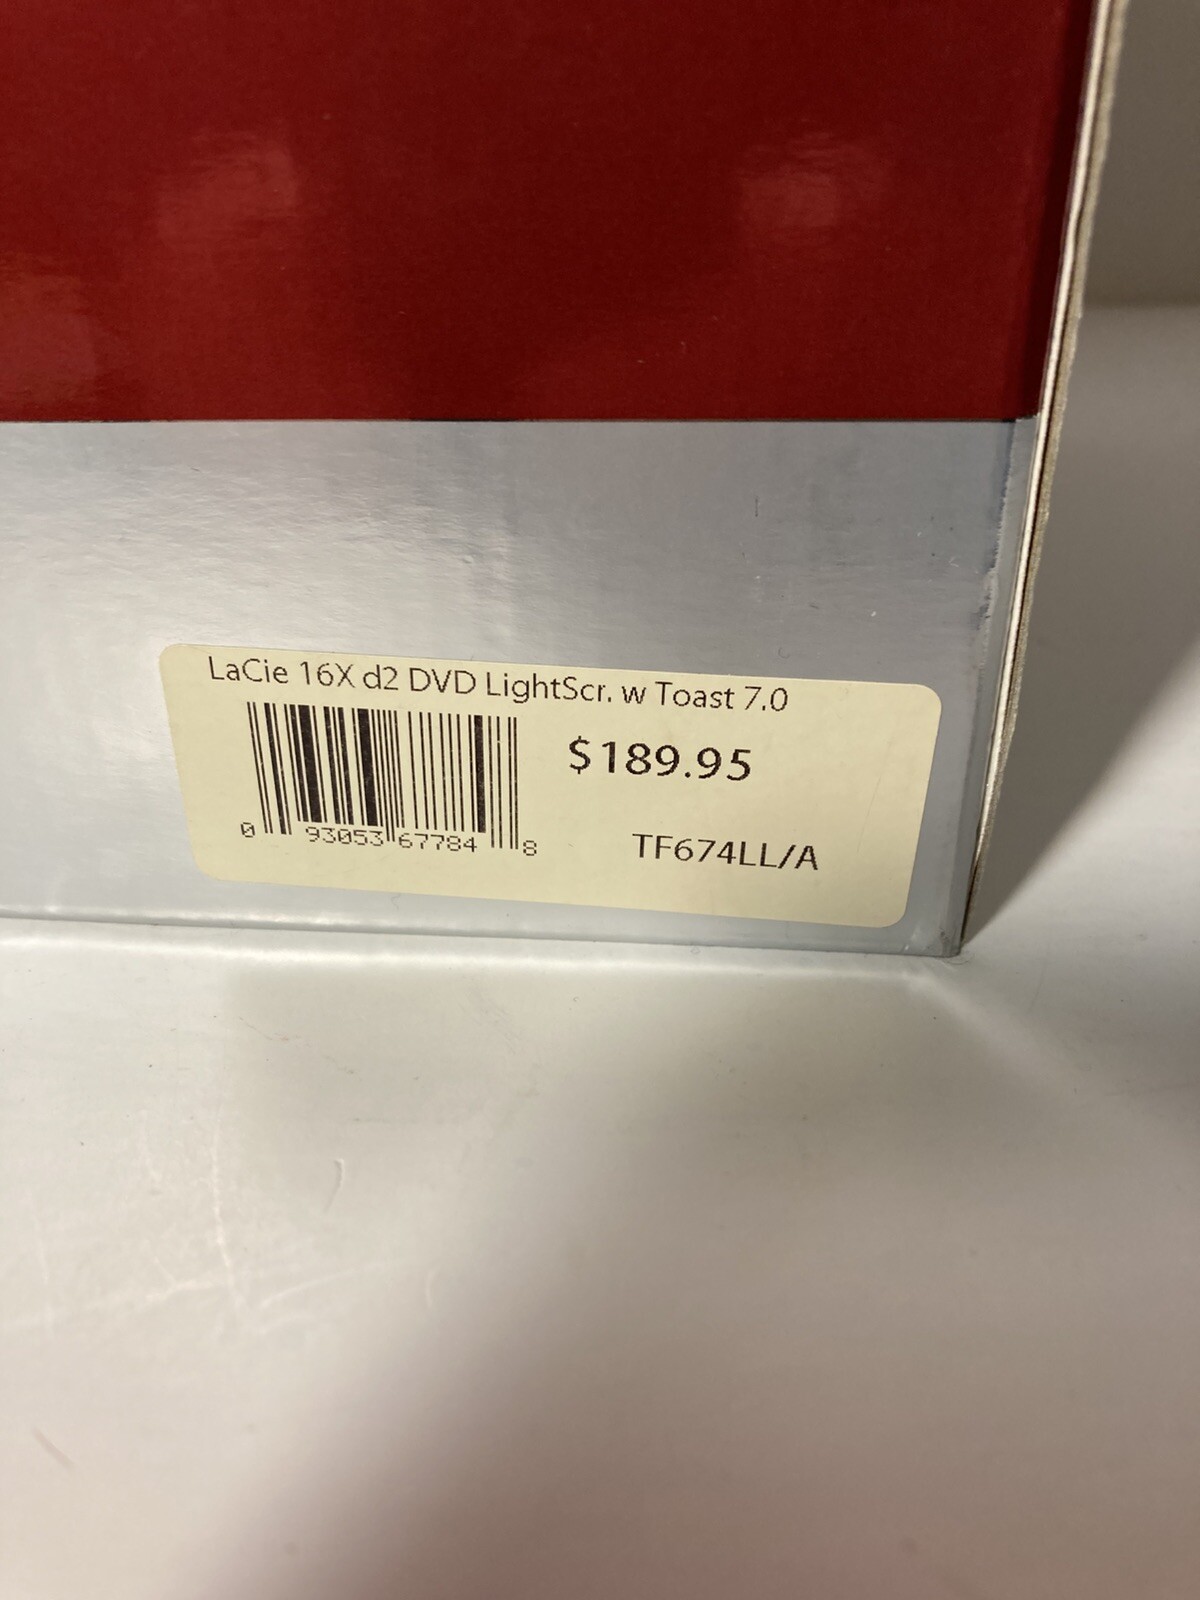 LaCie 16X d2 DVD LightScr. w Toast 7.0
$189.95
0 93053 67784 8
TF674LL/A